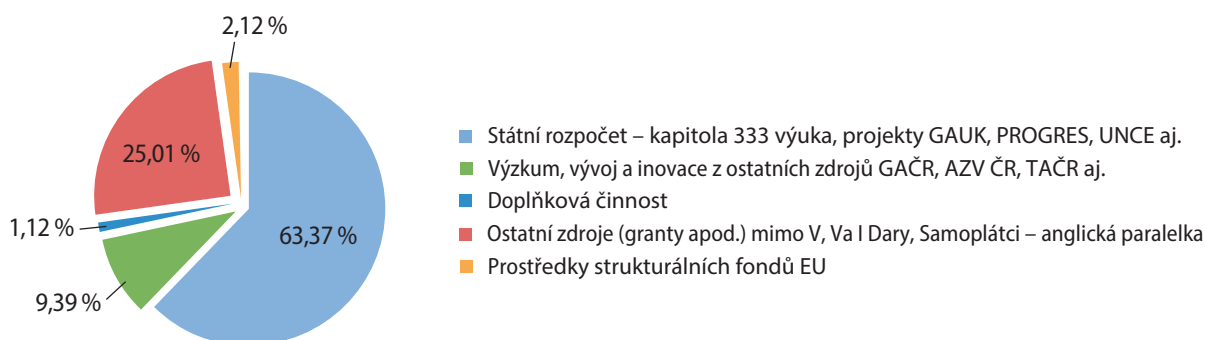 2,12 %
25,01 %
1,12 %
63,37 %
9,39 %
Státní rozpočet – kapitola 333 výuka, projekty GAUK, PROGRES, UNCE aj.
Výzkum, vývoj a inovace z ostatních zdrojů GAČR, AZV ČR, TAČR aj.
Doplňková činnost
Ostatní zdroje (granty apod.) mimo V, Va I Dary, Samoplátci – anglická paralelka
Prostředky strukturálních fondů EU